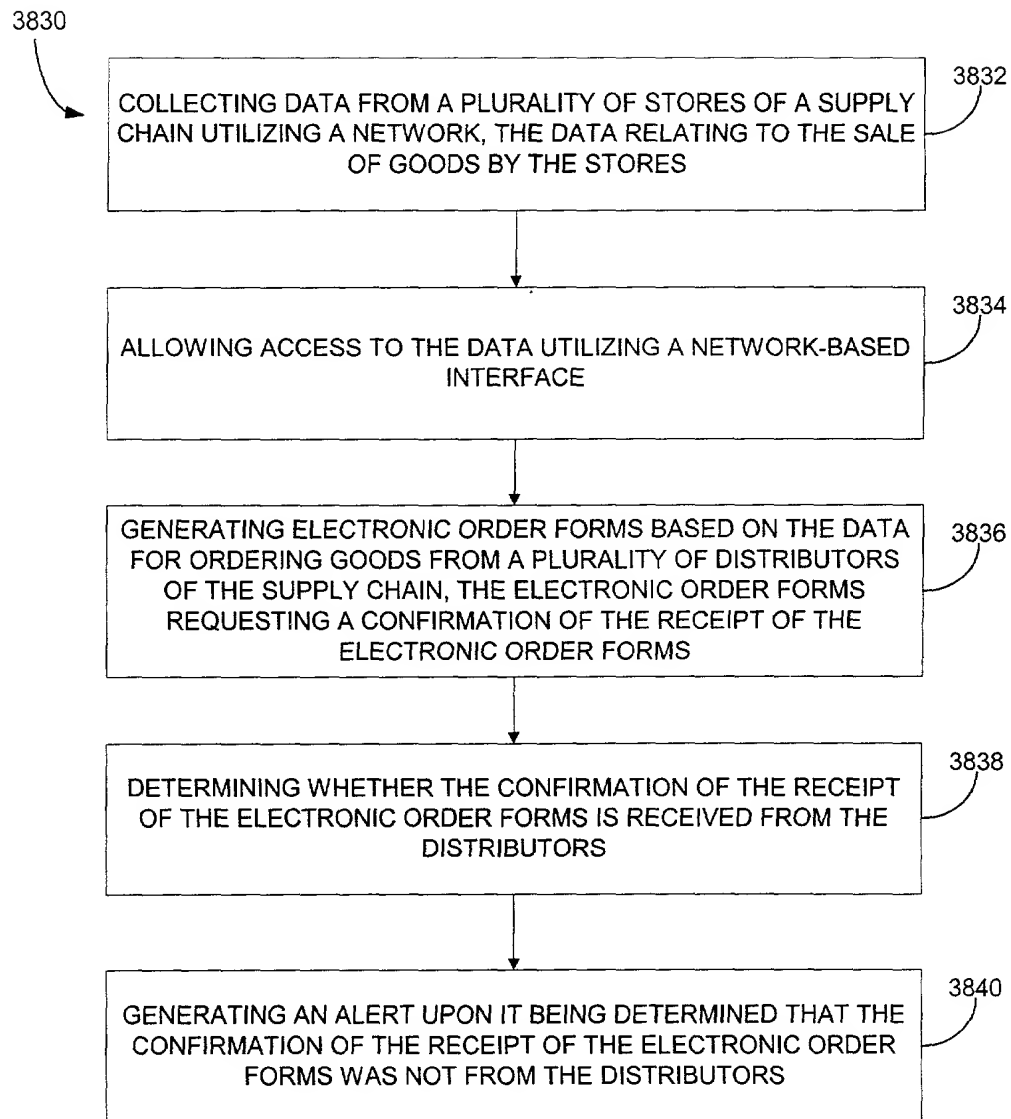 3830
COLLECTING DATA FROM A PLURALITY OF STORES OF A SUPPLY
CHAIN UTILIZING A NETWORK, THE DATA RELATING TO THE SALE
OF GOODS BY THE STORES
3832
ALLOWING ACCESS TO THE DATA UTILIZING A NETWORK-BASED
INTERFACE
3834
GENERATING ELECTRONIC ORDER FORMS BASED ON THE DATA
FOR ORDERING GOODS FROM A PLURALITY OF DISTRIBUTORS
OF THE SUPPLY CHAIN, THE ELECTRONIC ORDER FORMS
REQUESTING A CONFIRMATION OF THE RECEIPT OF THE
ELECTRONIC ORDER FORMS
3836
DETERMINING WHETHER THE CONFIRMATION OF THE RECEIPT
OF THE ELECTRONIC ORDER FORMS IS RECEIVED FROM THE
DISTRIBUTORS
3838
GENERATING AN ALERT UPON IT BEING DETERMINED THAT THE
CONFIRMATION OF THE RECEIPT OF THE ELECTRONIC ORDER
FORMS WAS NOT FROM THE DISTRIBUTORS
3840